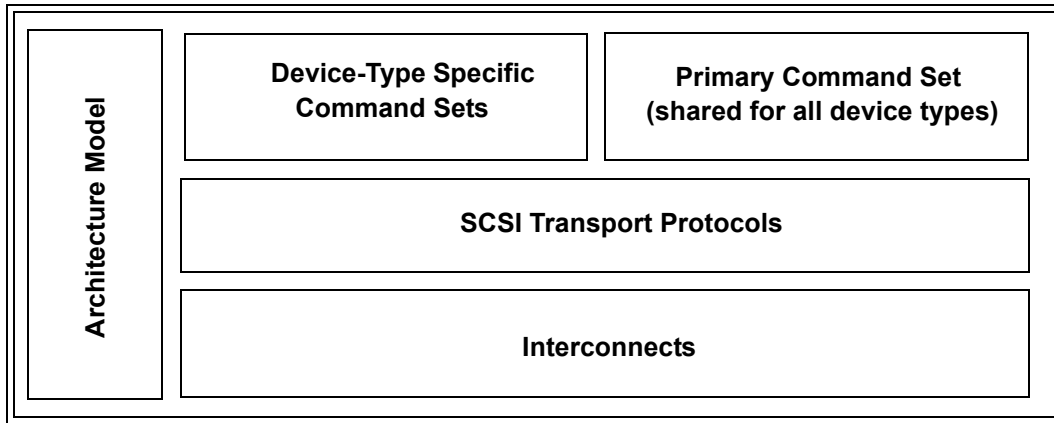 Architecture Model
Device-Type Specific
Command Sets
Primary Command Set
(shared for all device types)
SCSI Transport Protocols
Interconnects